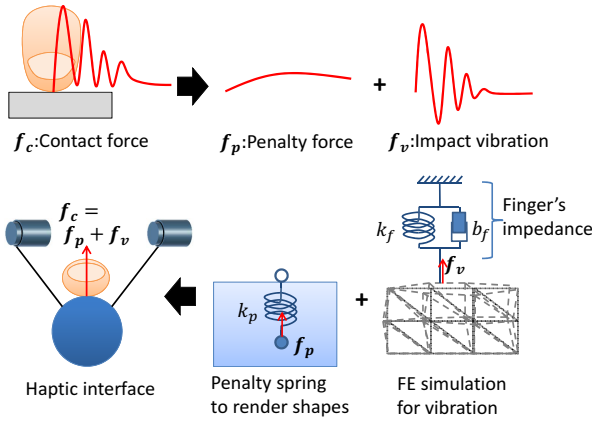 +
f_c:Contact force
f_p:Penalty force
f_v:Impact vibration
f_c =
f_p + f_v
k_f
b_f
Finger's
impedance
f_v
k_p
f_p
+
Haptic interface
Penalty spring
to render shapes
FE simulation
for vibration